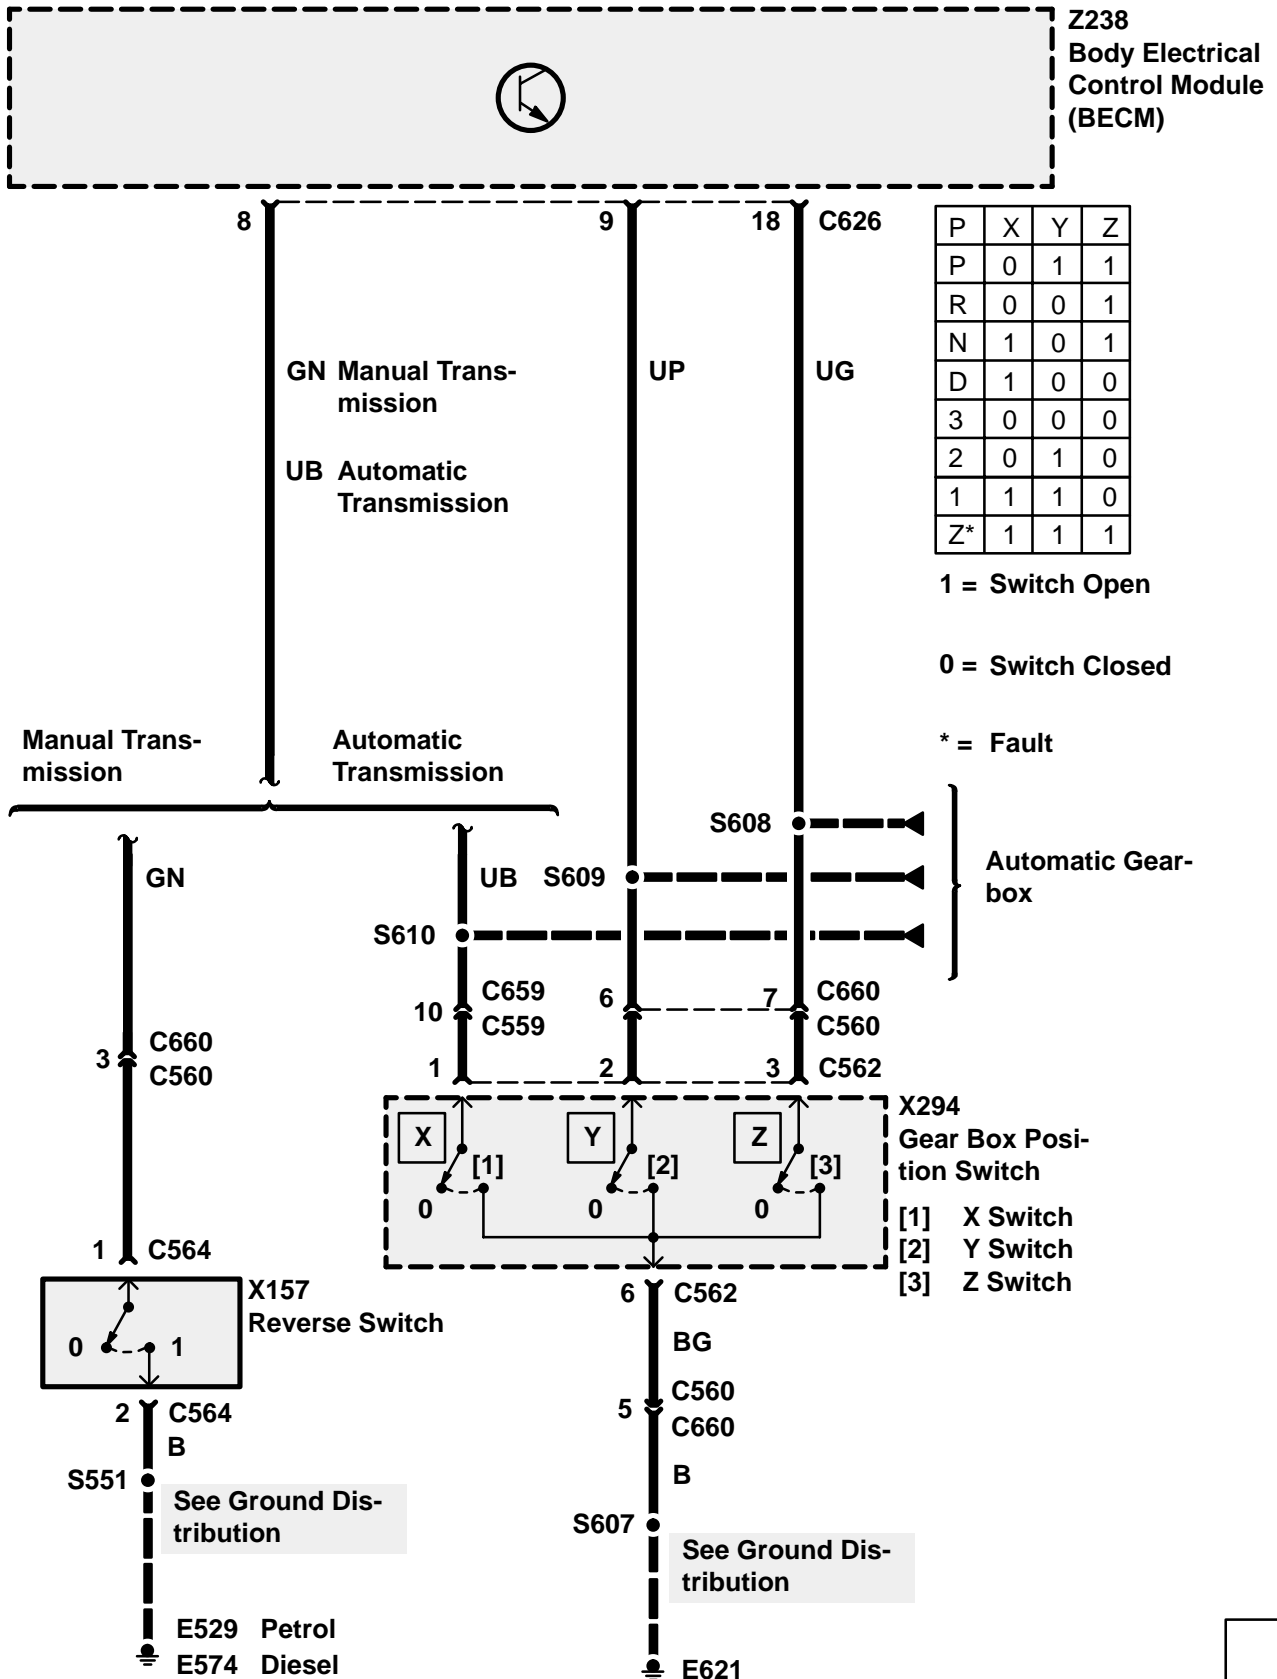 Z238
Body Electrical
Control Module
(BECM)
8
9
18
C626
P X Y Z
P 0 1 1
R 0 0 1
N 1 0 1
D 1 0 0
3 0 0 0
2 0 1 0
1 1 1 0
Z* 1 1 1
GN Manual Trans-
mission
UB Automatic
Transmission
UP
UG
1 = Switch Open
0 = Switch Closed
* = Fault
Manual Trans-
mission
Automatic
Transmission
S608
GN
UB
S609
Automatic Gear-
box
S610
10
C659
C559
6
7
C660
C560
3
C660
C560
1
2
3
C562
X
[1]
0
Y
[2]
0
Z
[3]
0
X294
Gear Box Posi-
tion Switch
[1] X Switch
[2] Y Switch
[3] Z Switch
1
C564
X157
Reverse Switch
0
1
6
C562
BG
2
C564
B
5
C560
C660
B
S551
See Ground Dis-
tribution
S607
See Ground Dis-
tribution
E529 Petrol
E574 Diesel
E621